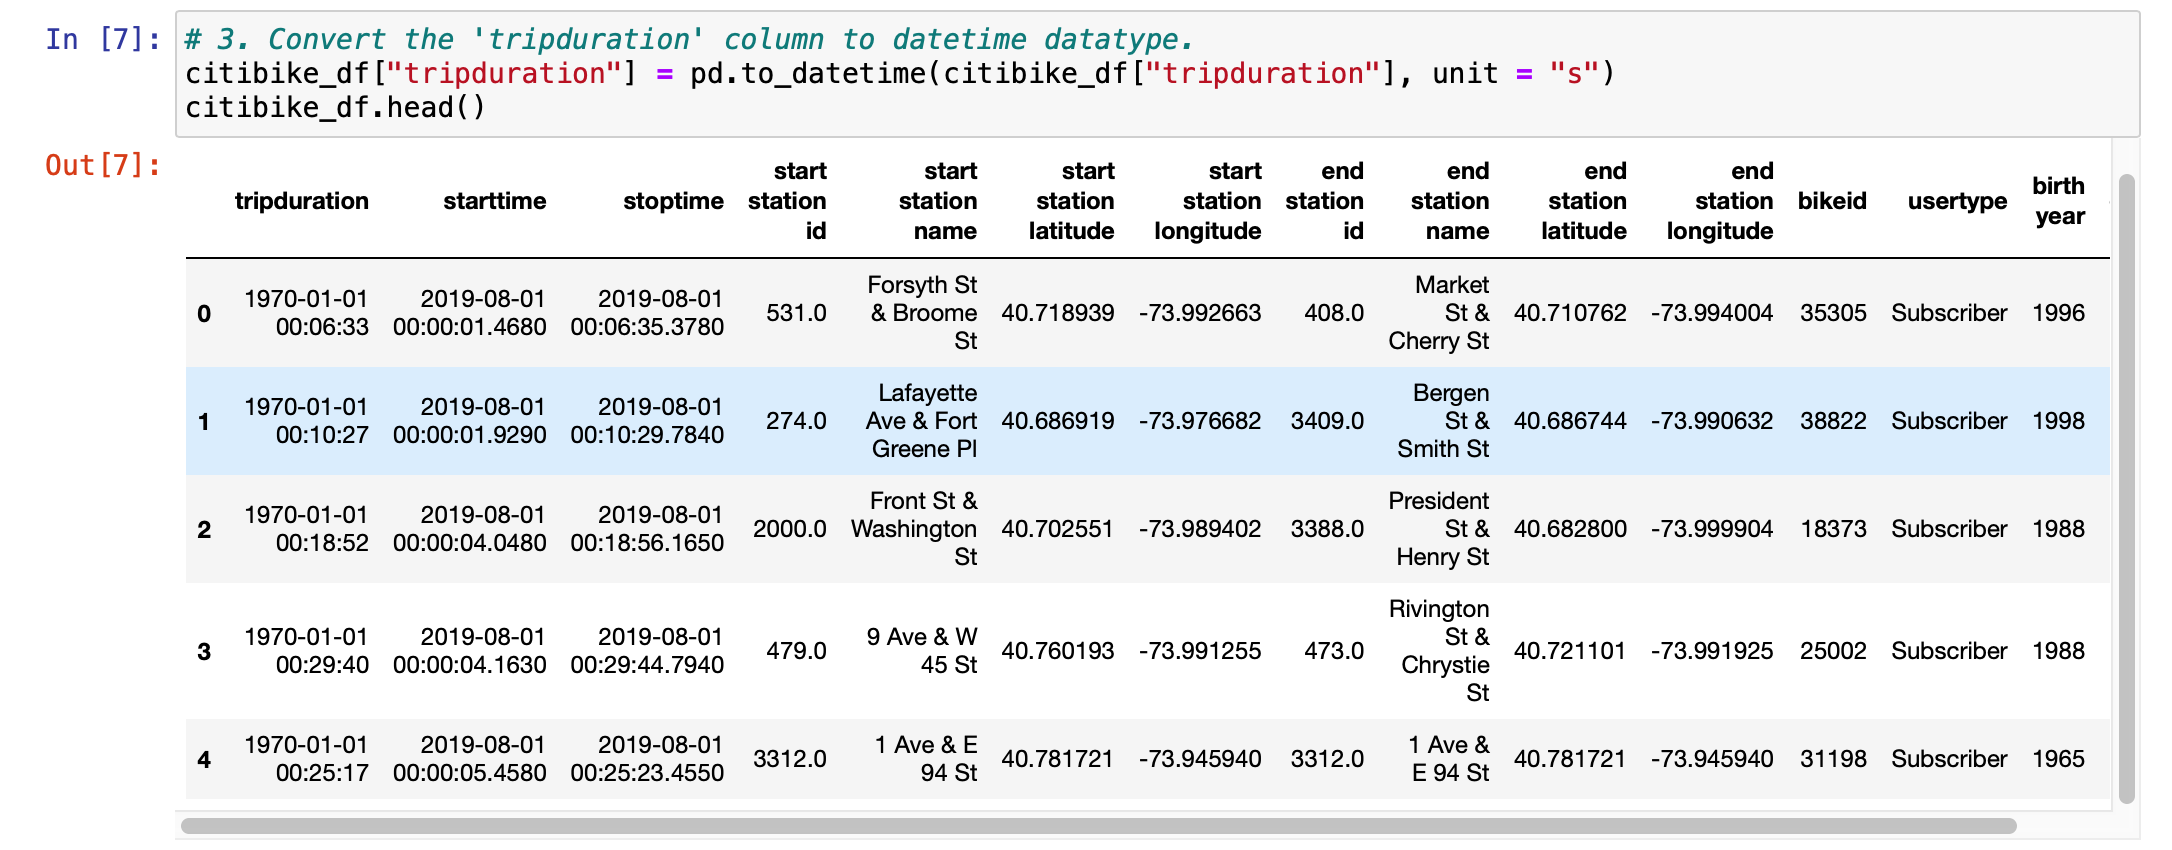 In [7]: # 3. Convert the 'tripduration' column to datetime datatype.
citibike_df["tripduration"] = pd.to_datetime(citibike_df["tripduration"], unit = "s")
citibike_df.head()
Out[7]:
tripduration starttime stoptime start station id start station name start station latitude start station longitude end station id end station name end station latitude end station longitude bikeid usertype birth year
0 1970-01-01 00:06:33 2019-08-01 00:00:01.4680 2019-08-01 00:06:35.3780 531.0 Forsyth St & Broome St 40.718939 -73.992663 408.0 Market St & Cherry St 40.710762 -73.994004 35305 Subscriber 1996
1 1970-01-01 00:10:27 2019-08-01 00:00:01.9290 2019-08-01 00:10:29.7840 274.0 Lafayette Ave & Fort Greene Pl 40.686919 -73.976682 3409.0 Bergen St & Smith St 40.686744 -73.990632 38822 Subscriber 1998
2 1970-01-01 00:18:52 2019-08-01 00:00:04.0480 2019-08-01 00:18:56.1650 2000.0 Front St & Washington St 40.702551 -73.989402 3388.0 President St & Henry St 40.682800 -73.999904 18373 Subscriber 1988
3 1970-01-01 00:29:40 2019-08-01 00:00:04.1630 2019-08-01 00:29:44.7940 479.0 9 Ave & W 45 St 40.760193 -73.991255 473.0 Rivington St & Chrystie St 40.721101 -73.991925 25002 Subscriber 1988
4 1970-01-01 00:25:17 2019-08-01 00:00:05.4580 2019-08-01 00:25:23.4550 3312.0 1 Ave & E 94 St 40.781721 -73.945940 3312.0 1 Ave & E 94 St 40.781721 -73.945940 31198 Subscriber 1965